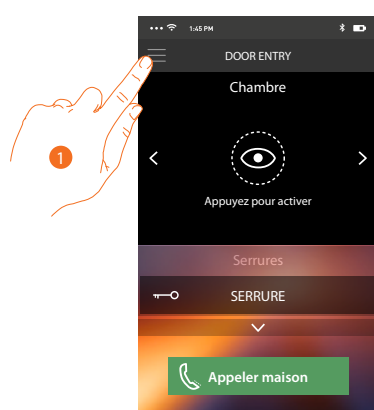 1:45 PM
DOOR ENTRY
Chambre
1
Appuyez pour activer
Serrures
SERRURE
Appeler maison